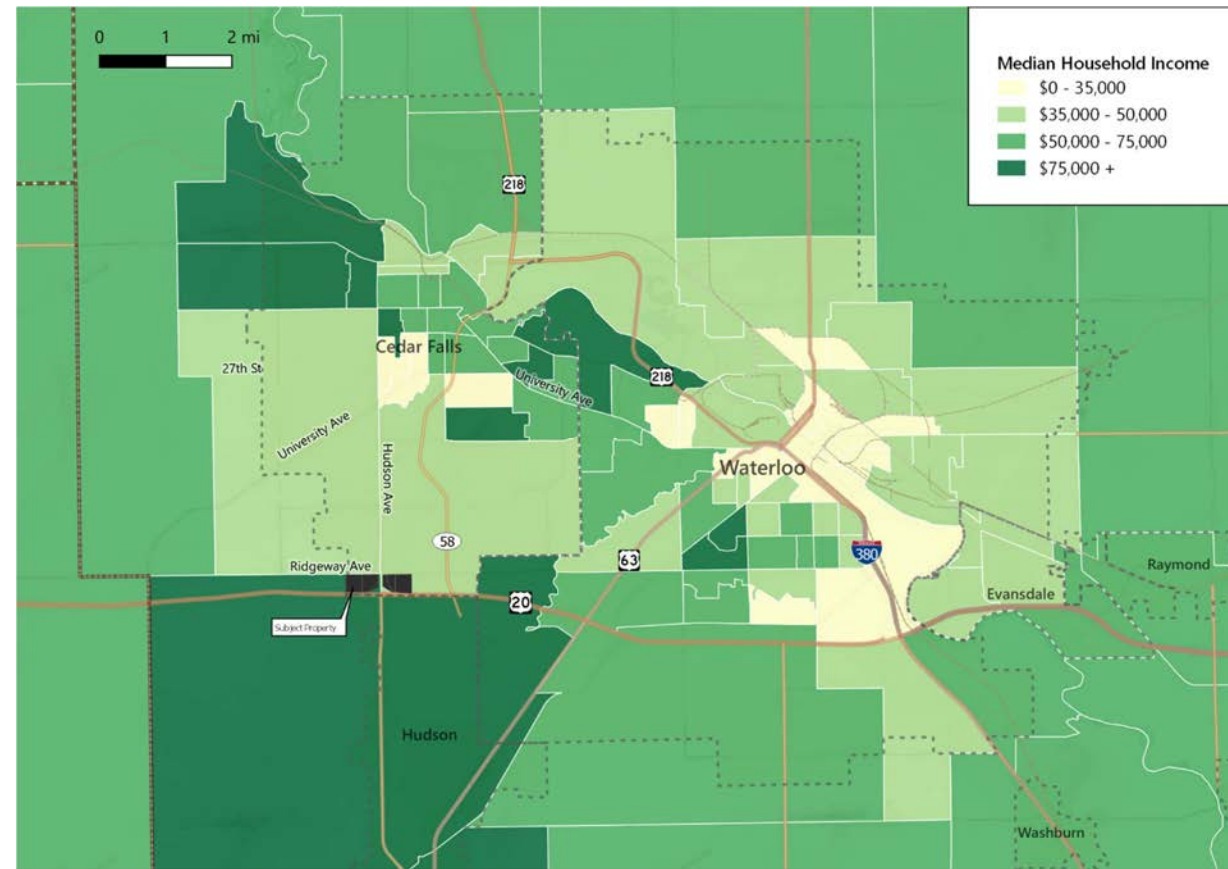 0 1 2 mi
Median Household Income
$0 - 35,000
$35,000 - 50,000
$50,000 - 75,000
$75,000 +
218
Cedar Falls
27th St
University Ave
218
University Ave
Hudson Ave
Waterloo
58
63
380
Ridgeway Ave
Raymond
Evansdale
20
Subject Property
Hudson
Washburn